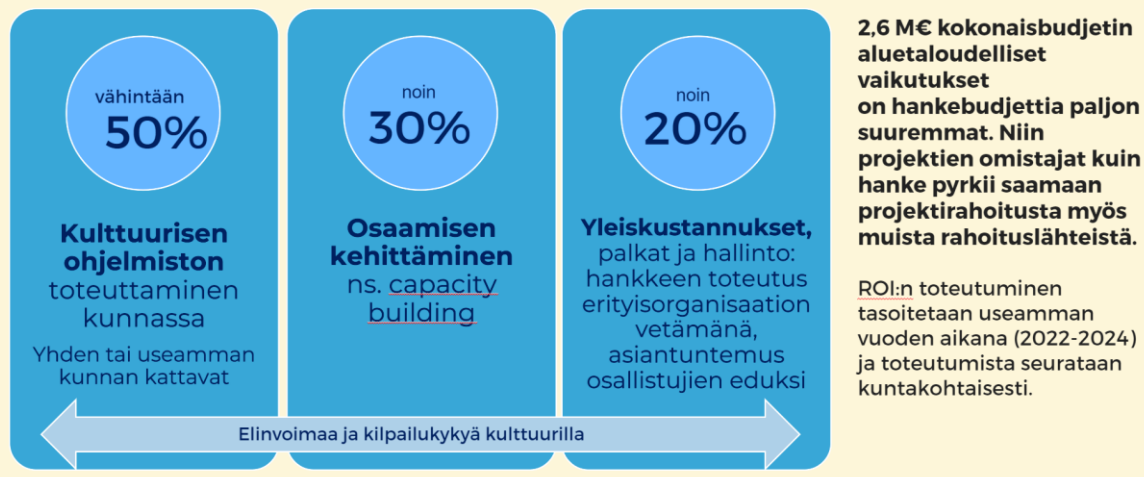 vähintään
50%
Kulttuurisen
ohjelmiston
toteuttaminen
kunnassa
Yhden tai useamman
kunnan kattavat
noin
30%
Osaamisen
kehittäminen
ns. capacity
building
noin
20%
Yleiskustannukset,
palkat ja hallinto:
hankkeen toteutus
erityisorganisaation
vetämänä,
asiantuntemus
osallistujien eduksi
Elinvoimaa ja kilpailukykyä kulttuurilla
2,6 M€ kokonaisbudjetin
aluetaloudelliset
vaikutukset
on hankebudjettia paljon
suuremmat. Niin
projektien omistajat kuin
hanke pyrkii saamaan
projektirahoitusta myös
muista rahoituslähteistä.
ROI:n toteutuminen
tasoitetaan useamman
vuoden aikana (2022-2024)
ja toteutumista seurataan
kuntakohtaisesti.